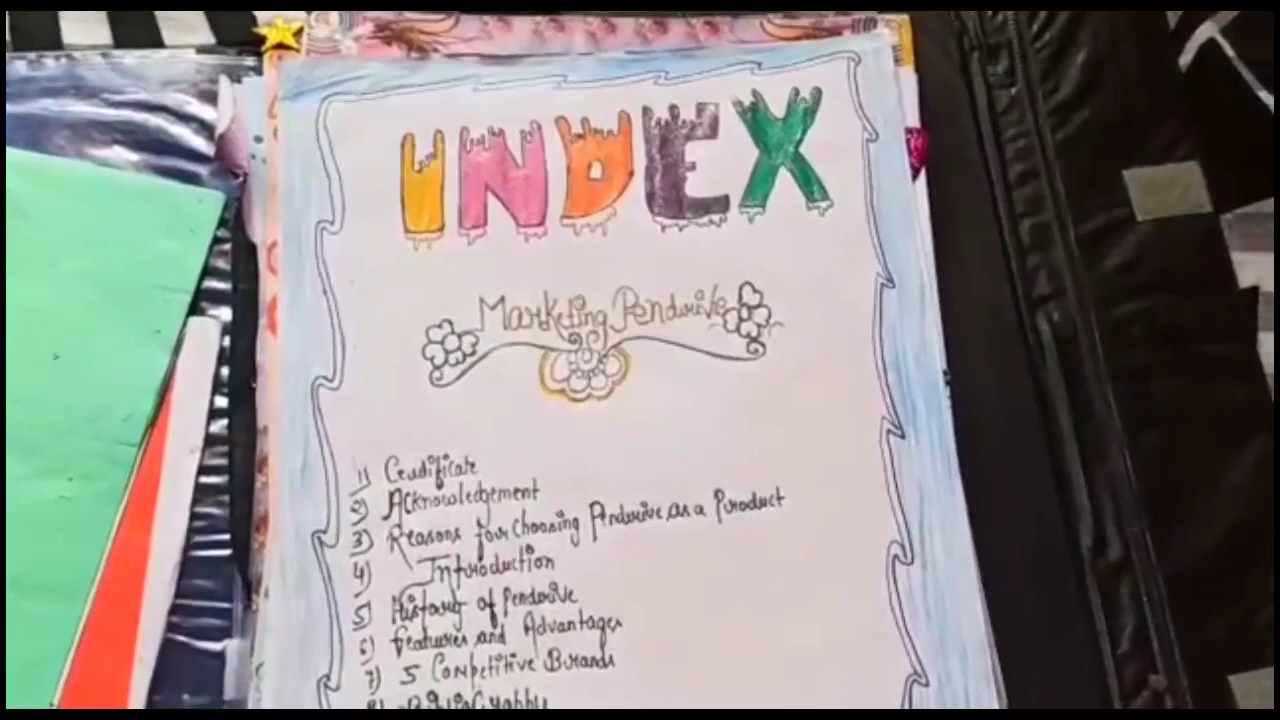 INDEX
Marketing Pendrive
1) Certificate
2) Acknowledgement
3) Reasons for choosing Pendrive as a Product
4) Introduction
5) History of Pendrive
6) Features and Advantages
7) 5 Competitive Brands
8)